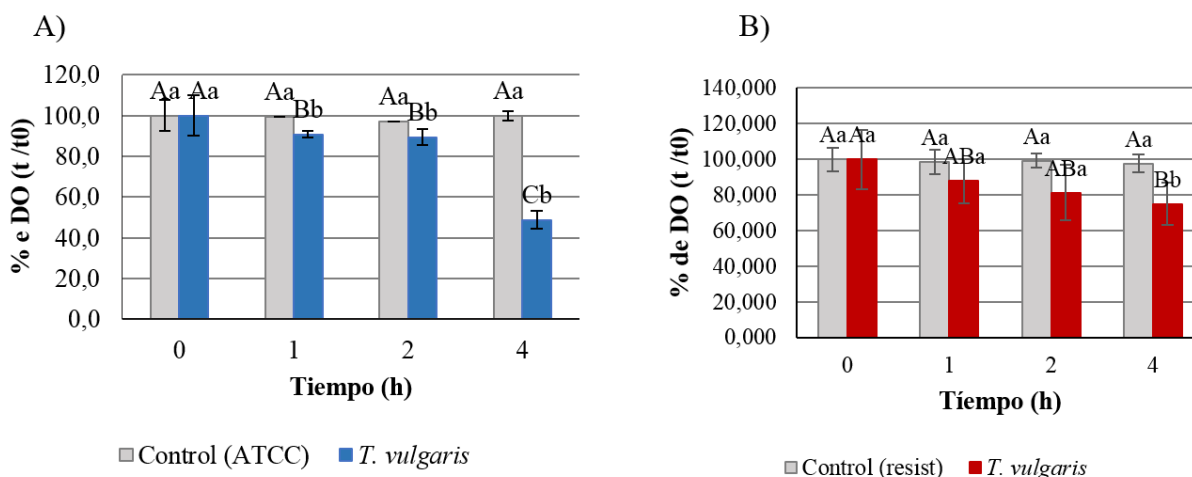 A)
% e DO (t /t0)
120,0
100,0
80,0
60,0
40,0
20,0
0,0
Aa Aa Aa Bb Aa Bb Aa Cb
0 1 2 4
Tiempo (h)
Control (ATCC) T. vulgaris
B)
% de DO (t /t0)
140,000
120,000
100,000
80,000
60,000
40,000
20,000
0,000
Aa Aa Aa ABa Aa ABa Aa Bb
0 1 2 4
Tíempo (h)
Control (resist) T. vulgaris